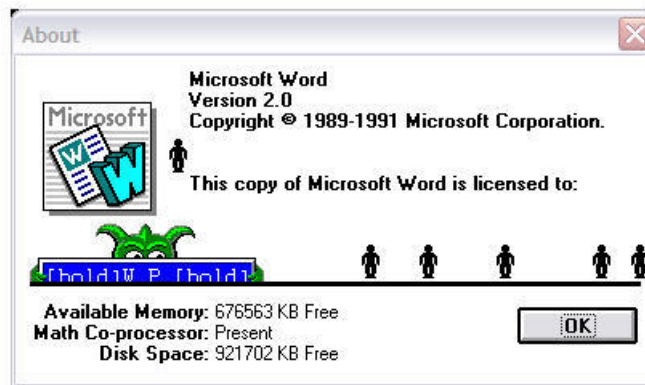 About
Microsoft Word
Version 2.0
Copyright © 1989-1991 Microsoft Corporation.
Microsoft
W
W
This copy of Microsoft Word is licensed to:
[bold]W P [bold]
Available Memory: 676563 KB Free
Math Co-processor: Present
Disk Space: 921702 KB Free
OK